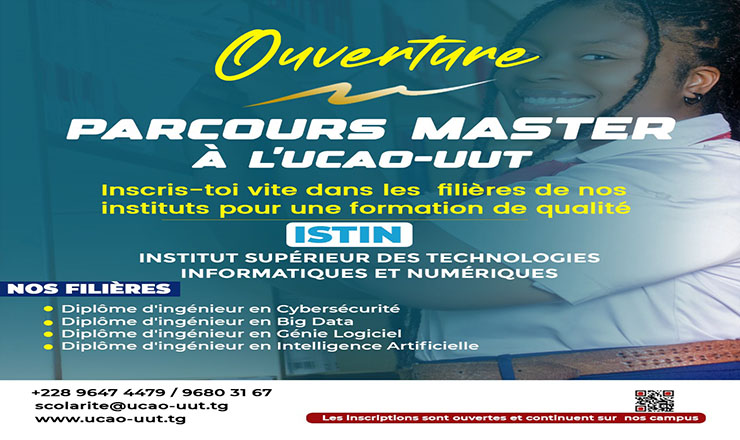 Ouverture
PARCOURS MASTER
À L'UCAO-UUT
Inscris-toi vite dans les filières de nos
instituts pour une formation de qualité
ISTIN
INSTITUT SUPÉRIEUR DES TECHNOLOGIES
INFORMATIQUES ET NUMÉRIQUES
NOS FILIÈRES
Diplôme d'ingénieur en Cybersécurité
Diplôme d'ingénieur en Big Data
Diplôme d'ingénieur en Génie Logiciel
Diplôme d'ingénieur en Intelligence Artificielle
+228 9647 4479 / 9680 31 67
scolarite@ucao-uut.tg
www.ucao-uut.tg
Les inscriptions sont ouvertes et continuent sur nos campus